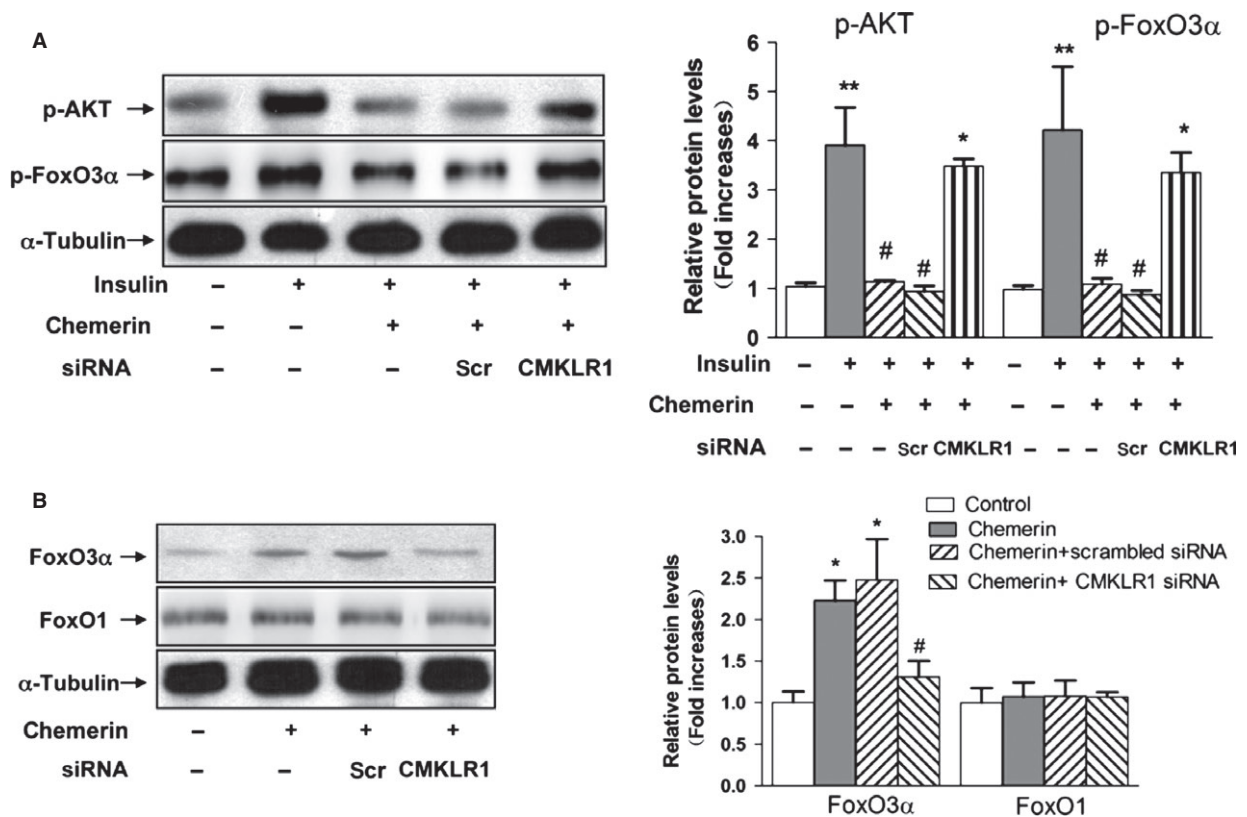 A
p-AKT
p-FoxO3α
α-Tubulin
Insulin – + + + +
Chemerin – – + + +
siRNA – – – Scr CMKLR1
p-AKT p-FoxO3α
Relative protein levels
(Fold increases)
6
5
4
3
2
1
0
** # # * ** # # *
Insulin – + + + + – + + + +
Chemerin – – + + + – – + + +
siRNA – – – Scr CMKLR1 – – – Scr CMKLR1
B
FoxO3α
FoxO1
α-Tubulin
Chemerin – + + +
siRNA – – Scr CMKLR1
Control
Chemerin
Chemerin+scrambled siRNA
Chemerin+ CMKLR1 siRNA
Relative protein levels
(Fold increases)
3.0
2.5
2.0
1.5
1.0
0.5
0.0
* * #
FoxO3α FoxO1